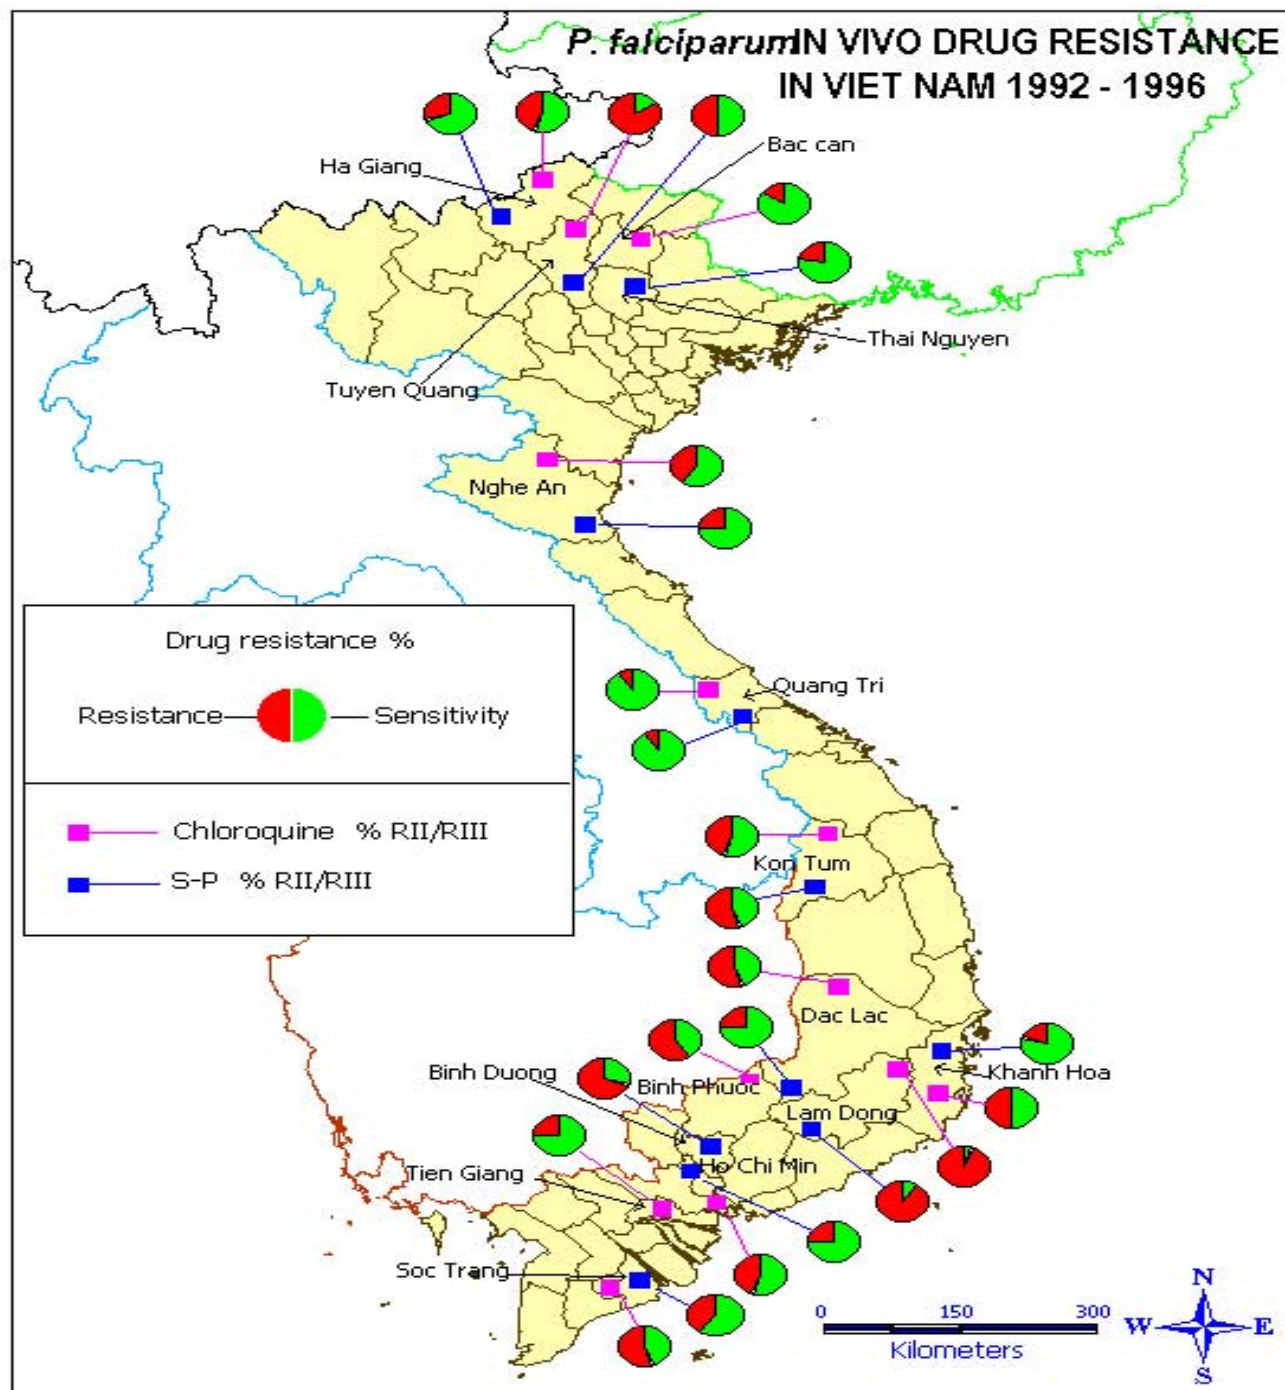 P. falciparum IN VIVO DRUG RESISTANCE
IN VIET NAM 1992 - 1996
Bac can
Ha Giang
Thai Nguyen
Tuyen Quang
Nghe An
Drug resistance %
Resistance
Sensitivity
Quang Tri
Chloroquine % RII/RIII
S-P % RII/RIII
Kon Tum
Dac Lac
Khanh Hoa
Binh Duong
Binh Phuoc
Lam Dong
Ho Chi Min
Tien Giang
Soc Trang
0 150 300
Kilometers
N
W E
S